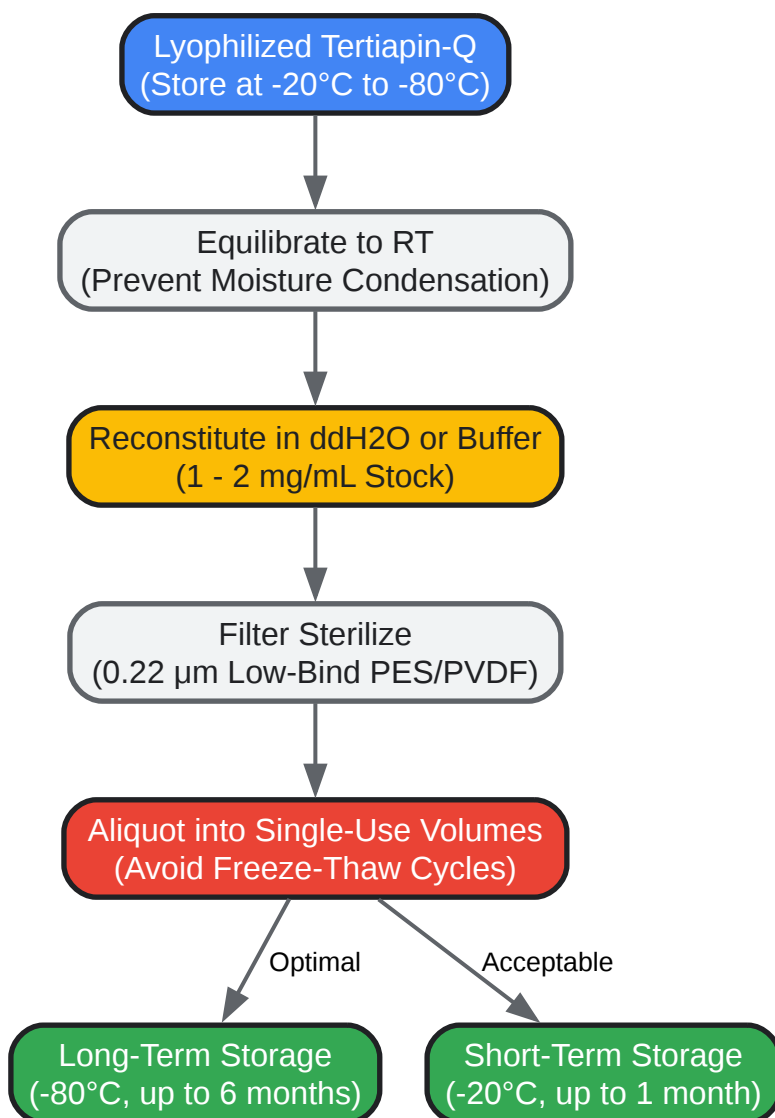 Lyophilized Tertiapin-Q
(Store at -20°C to -80°C)
Equilibrate to RT
(Prevent Moisture Condensation)
Reconstitute in ddH2O or Buffer
(1 - 2 mg/mL Stock)
Filter Sterilize
(0.22 μm Low-Bind PES/PVDF)
Aliquot into Single-Use Volumes
(Avoid Freeze-Thaw Cycles)
Optimal
Acceptable
Long-Term Storage
(-80°C, up to 6 months)
Short-Term Storage
(-20°C, up to 1 month)